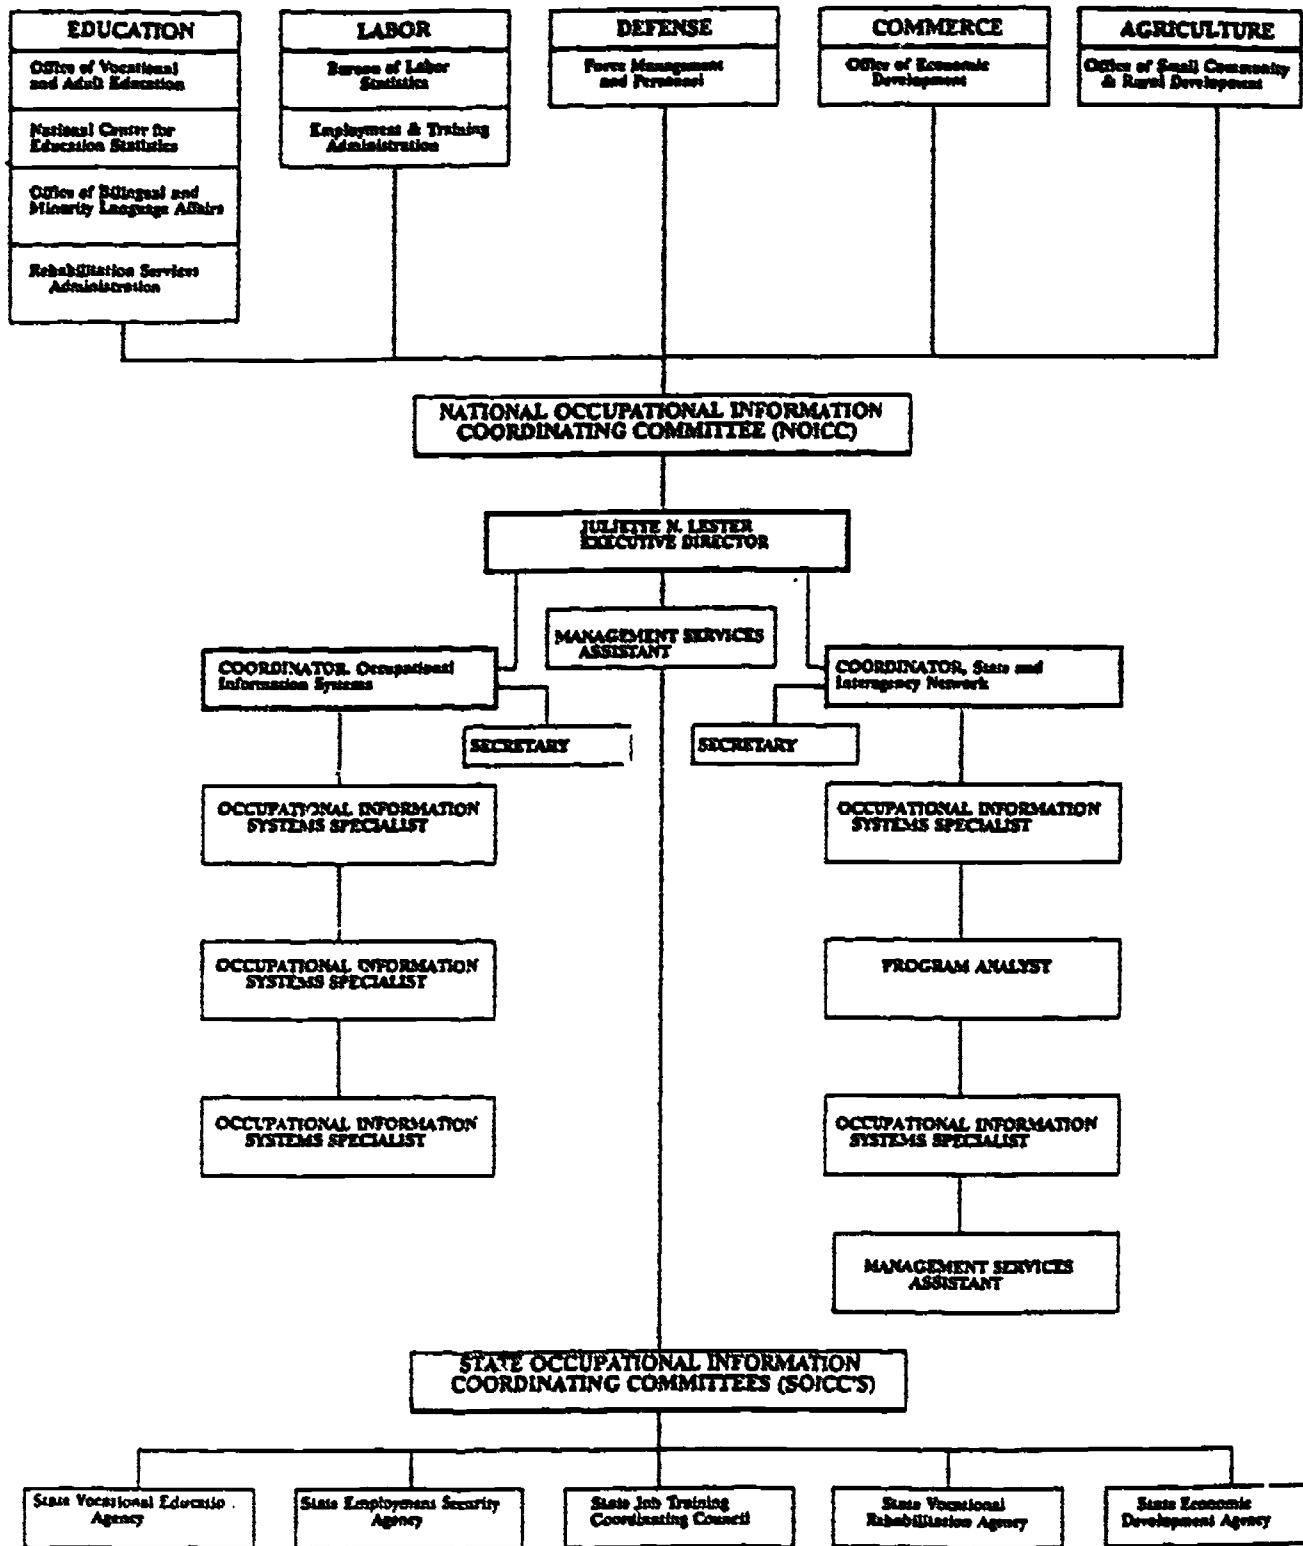 EDUCATION
Office of Vocational
and Adult Education
National Center for
Education Statistics
Office of Bilingual and
Minority Language Affairs
Rehabilitation Services
Administration
LABOR
Bureau of Labor
Statistics
Employment & Training
Administration
DEFENSE
Force Management
and Personnel
COMMERCE
Office of Economic
Development
AGRICULTURE
Office of Small Community
& Rural Development
NATIONAL OCCUPATIONAL INFORMATION
COORDINATING COMMITTEE (NOICC)
JULIETTE N. LESTER
EXECUTIVE DIRECTOR
MANAGEMENT SERVICES
ASSISTANT
COORDINATOR. Occupational
Information Systems
SECRETARY
OCCUPATIONAL INFORMATION
SYSTEMS SPECIALIST
OCCUPATIONAL INFORMATION
SYSTEMS SPECIALIST
OCCUPATIONAL INFORMATION
SYSTEMS SPECIALIST
COORDINATOR, State and
Interagency Network
SECRETARY
OCCUPATIONAL INFORMATION
SYSTEMS SPECIALIST
PROGRAM ANALYST
OCCUPATIONAL INFORMATION
SYSTEMS SPECIALIST
MANAGEMENT SERVICES
ASSISTANT
STATE OCCUPATIONAL INFORMATION
COORDINATING COMMITTEES (SOICC'S)
State Vocational Educatio .
Agency
State Employment Security
Agency
State Job Training
Coordinating Council
State Vocational
Rehabilitation Agency
State Economic
Development Agency